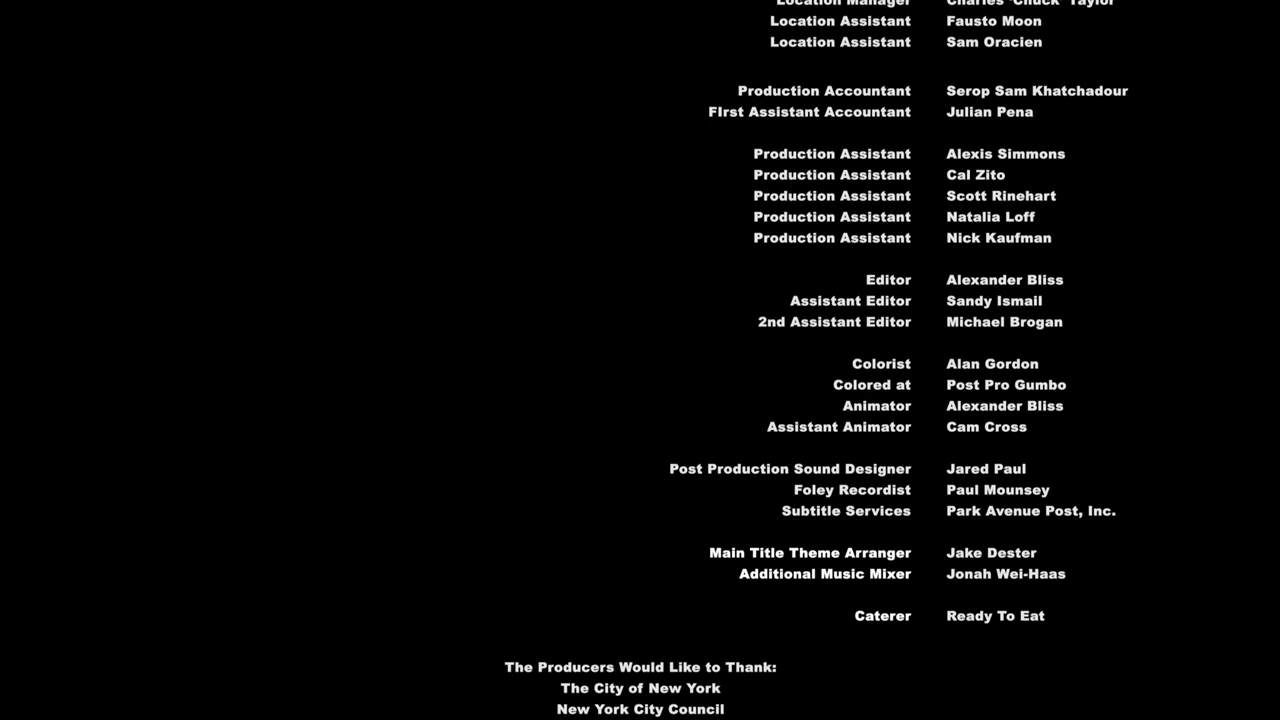 Location Manager Charles "Chuck" Taylor
Location Assistant Fausto Moon
Location Assistant Sam Oracien
Production Accountant Serop Sam Khatchadour
FIrst Assistant Accountant Julian Pena
Production Assistant Alexis Simmons
Production Assistant Cal Zito
Production Assistant Scott Rinehart
Production Assistant Natalia Loff
Production Assistant Nick Kaufman
Editor Alexander Bliss
Assistant Editor Sandy Ismail
2nd Assistant Editor Michael Brogan
Colorist Alan Gordon
Colored at Post Pro Gumbo
Animator Alexander Bliss
Assistant Animator Cam Cross
Post Production Sound Designer Jared Paul
Foley Recordist Paul Mounsey
Subtitle Services Park Avenue Post, Inc.
Main Title Theme Arranger Jake Dester
Additional Music Mixer Jonah Wei-Haas
Caterer Ready To Eat
The Producers Would Like to Thank:
The City of New York
New York City Council